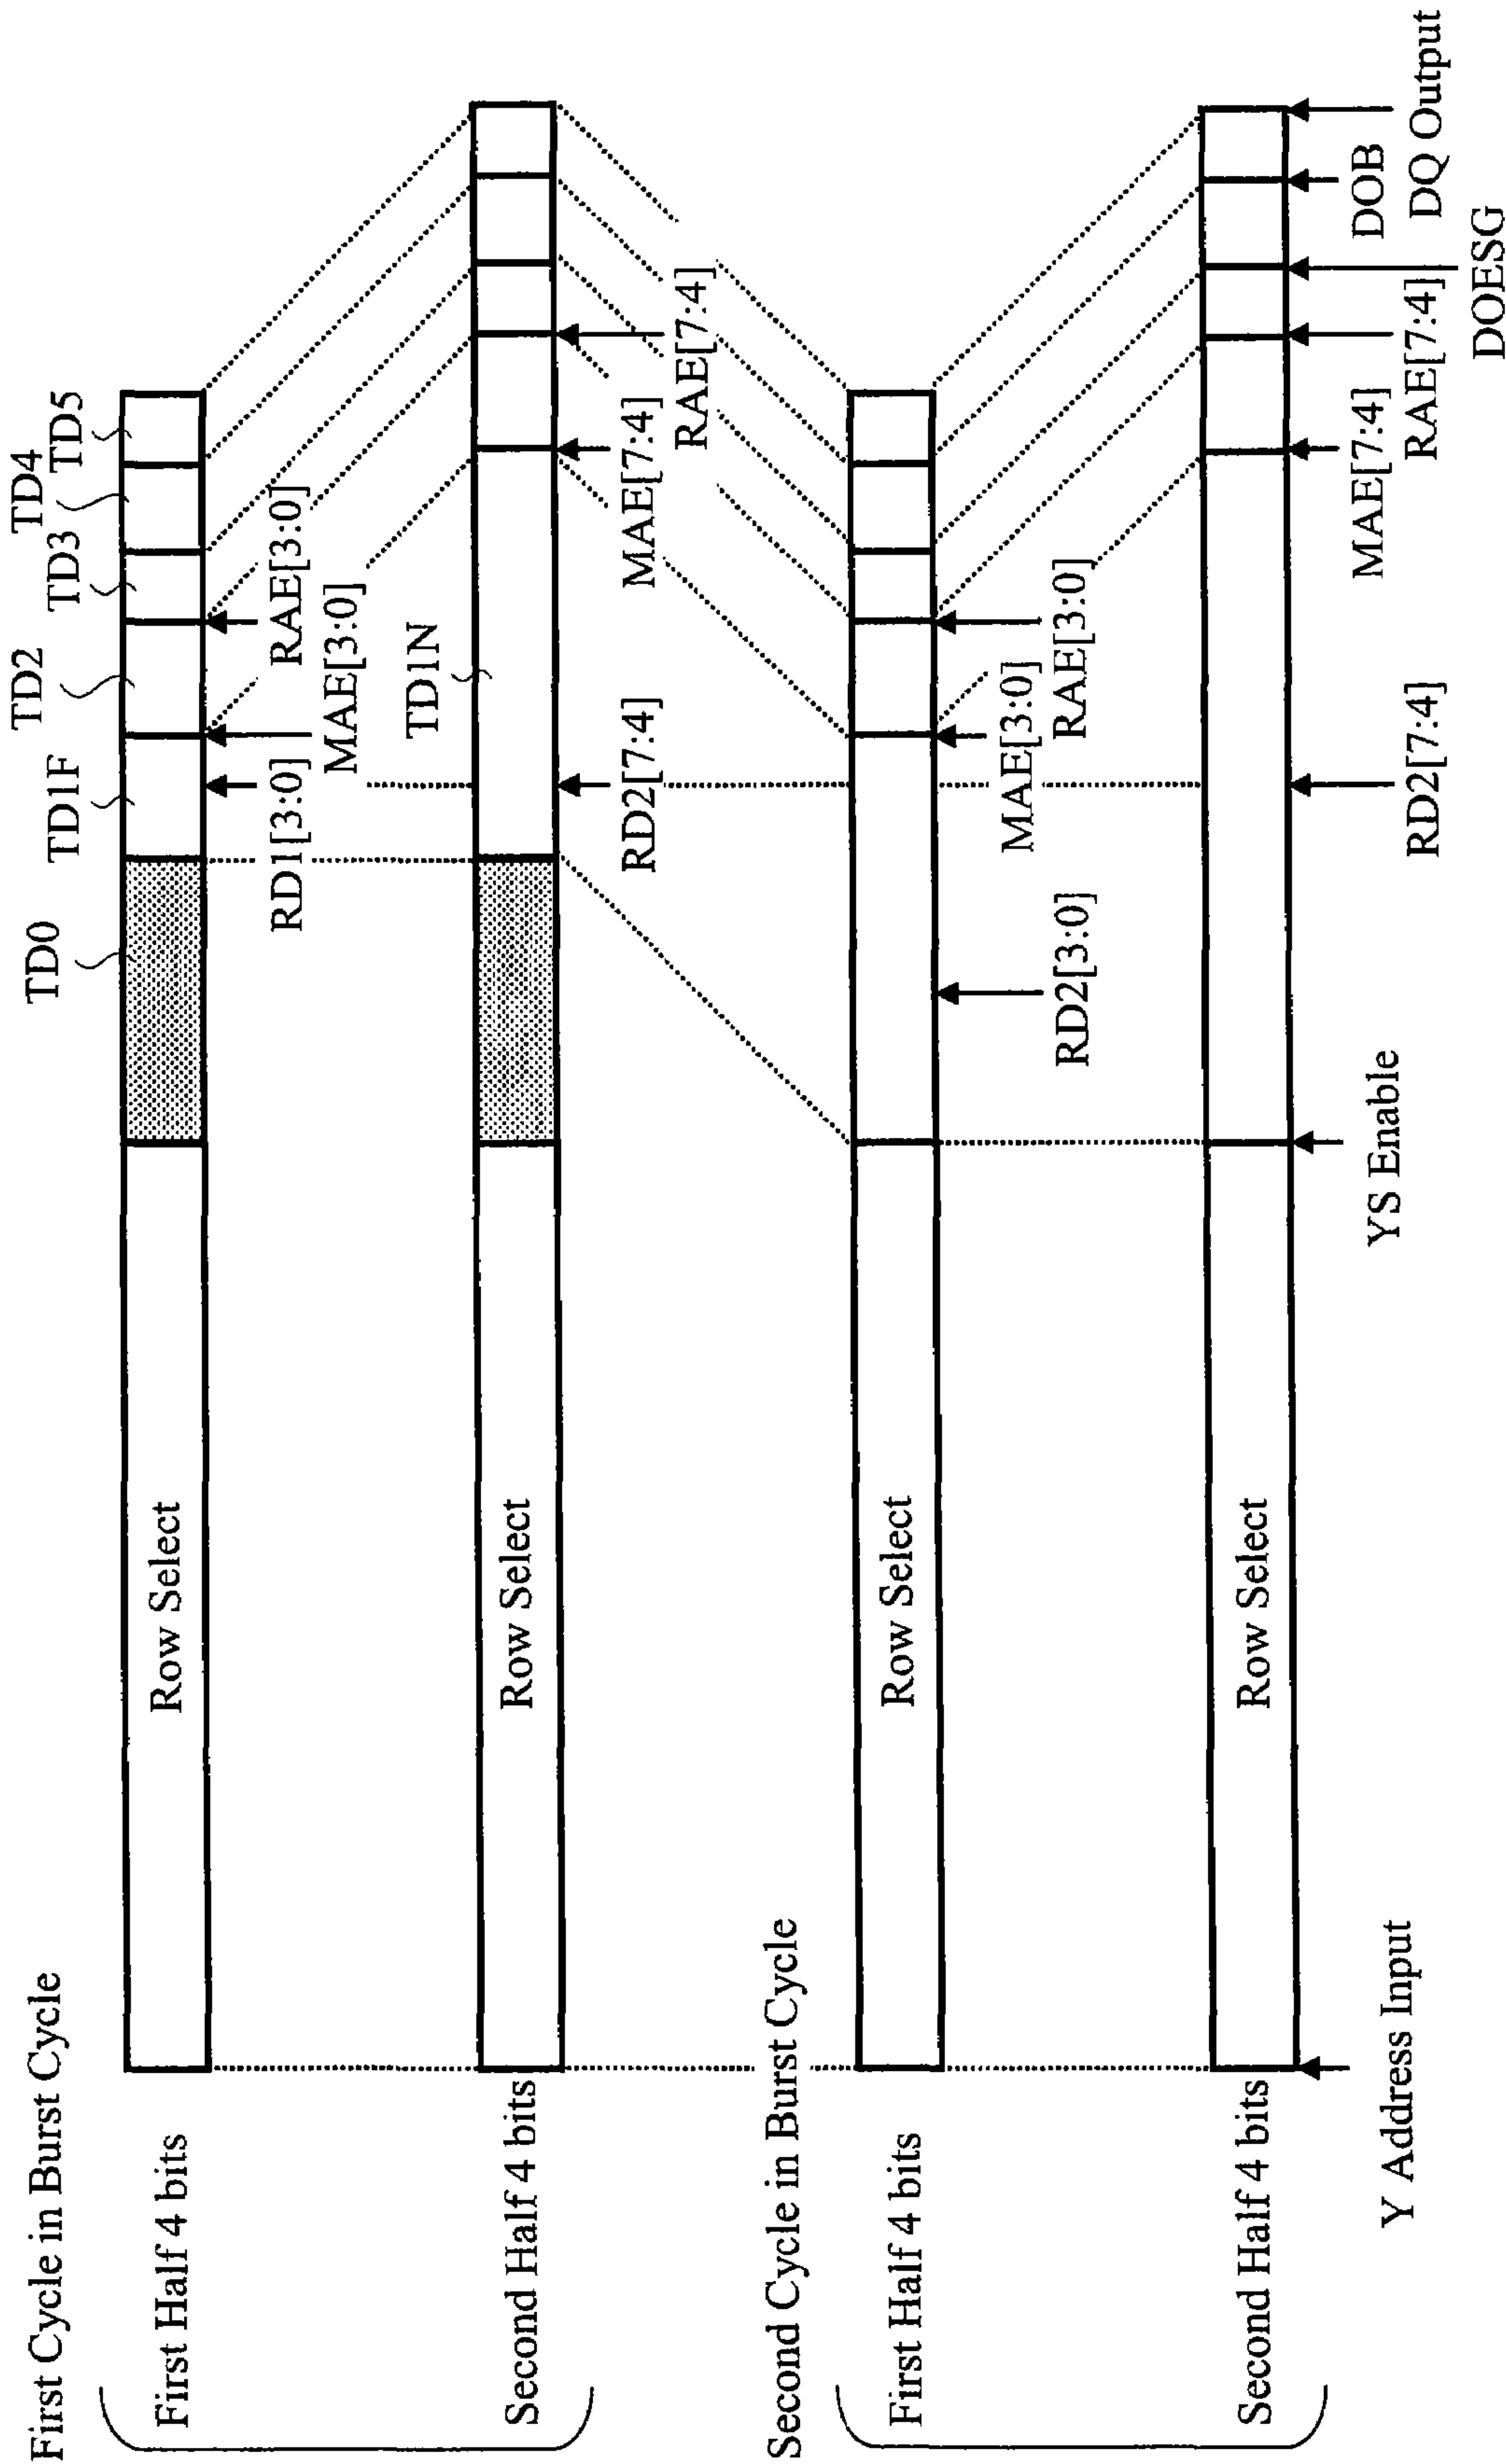 First Cycle in Burst Cycle
TD0
TD1F
TD2
TD3
TD4
TD5
First Half 4 bits
Row Select
RD1[3:0]
MAE[3:0]
RAE[3:0]
TD1N
Second Half 4 bits
Row Select
RD2[7:4]
MAE[7:4]
RAE[7:4]
Second Cycle in Burst Cycle
First Half 4 bits
Row Select
RD2[3:0]
MAE[3:0]
RAE[3:0]
Second Half 4 bits
Row Select
Y Address Input
YS Enable
RD2[7:4]
MAE[7:4]
RAE[7:4]
DOESG
DOB
DQ Output